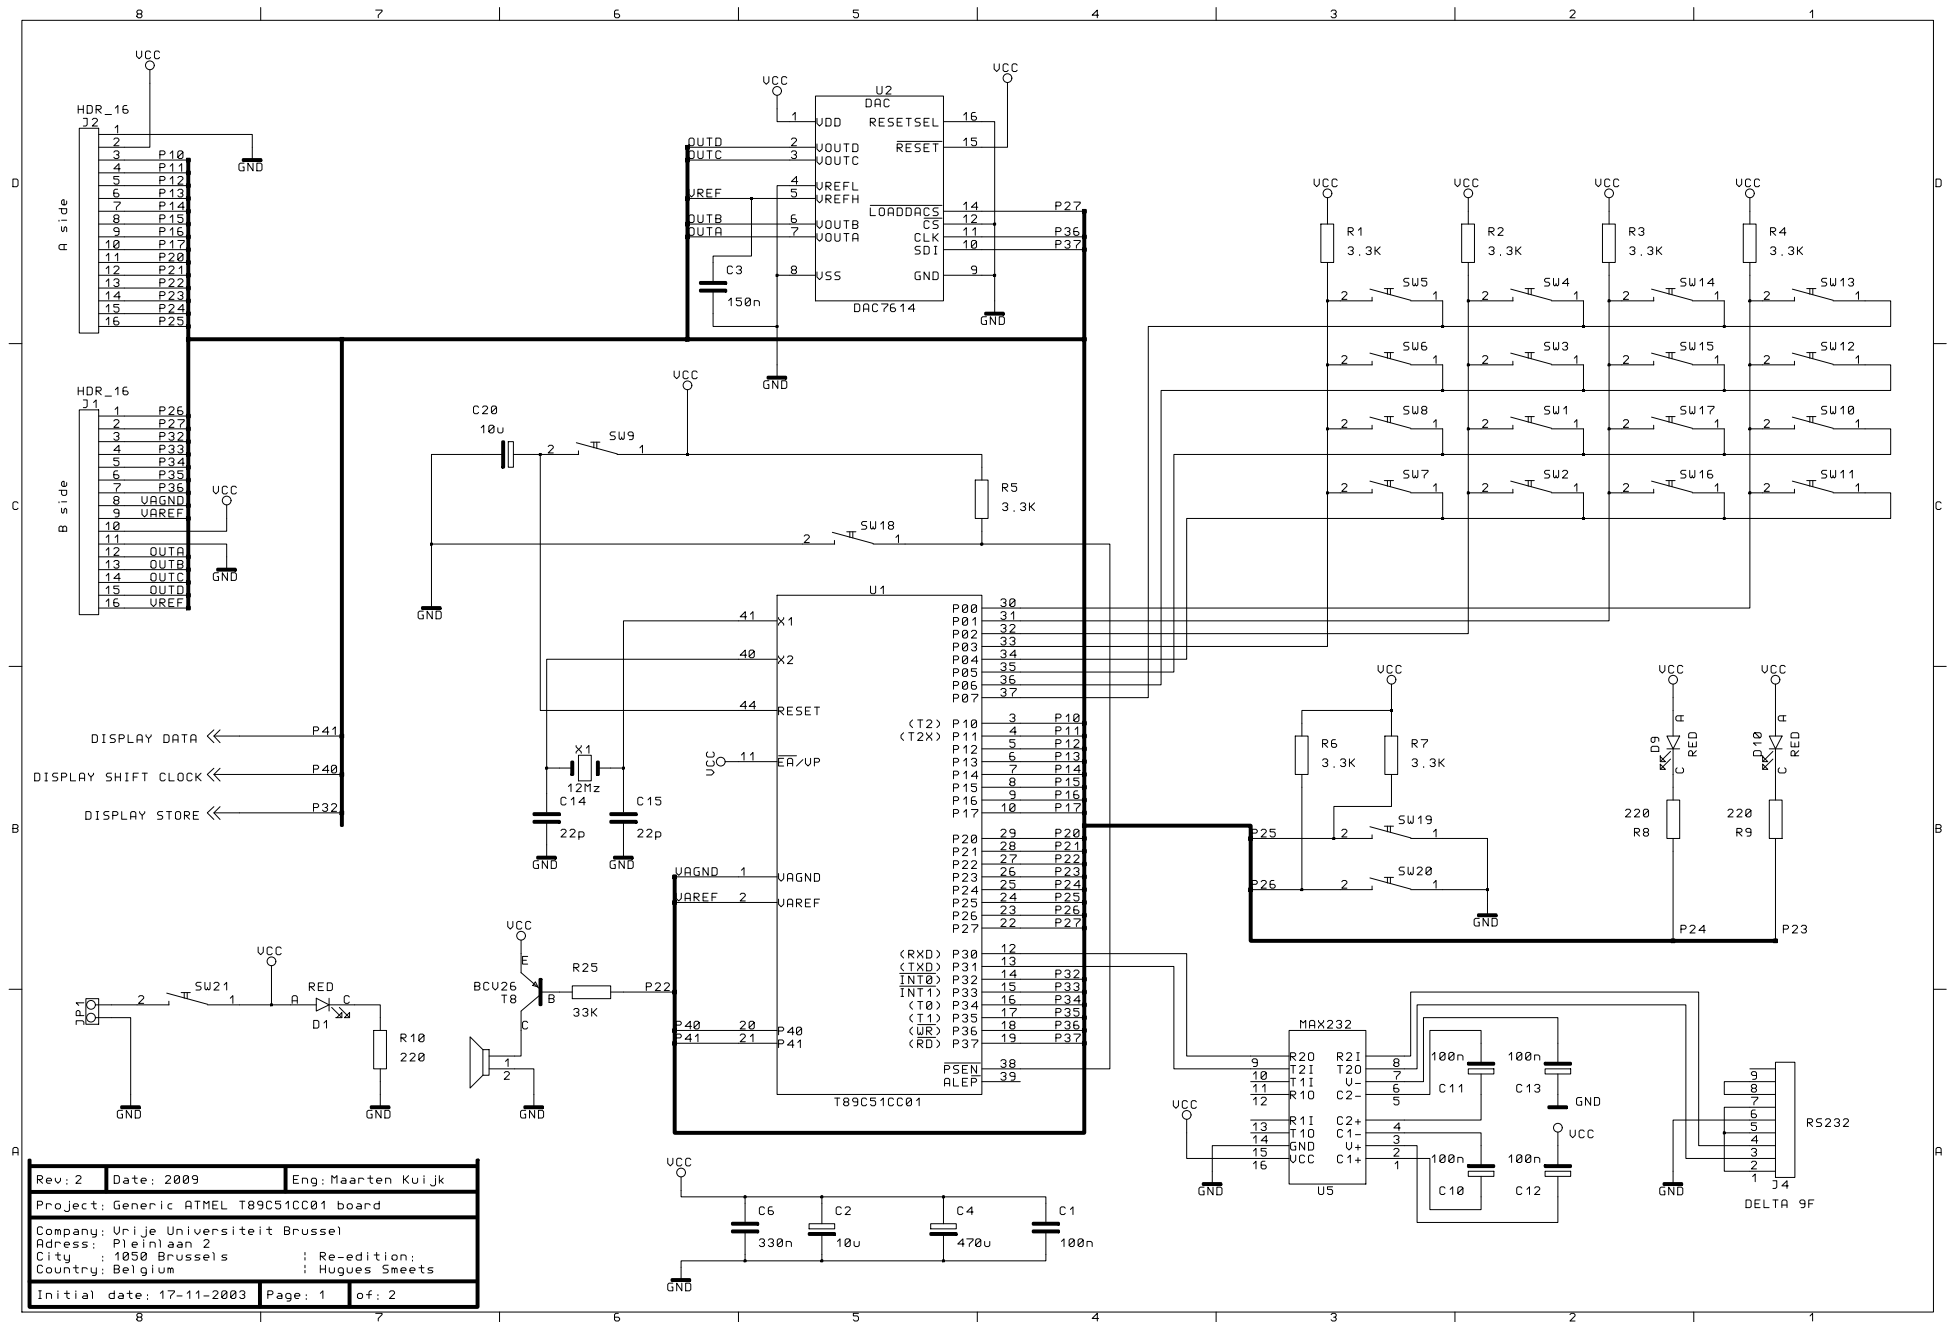 8 7 6 5 4 3 2 1
D
C
B
A
VCC
HDR_16
J2
A side
1
2
3 P10
4 P11
5 P12
6 P13
7 P14
8 P15
9 P16
10 P17
11 P20
12 P21
13 P22
14 P23
15 P24
16 P25
GND
HDR_16
J1
B side
1 P26
2 P27
3 P32
4 P33
5 P34
6 P35
7 P36
8 VAGND
9 VAREF
10
11
12 OUTA
13 OUTB
14 OUTC
15 OUTD
16 VREF
VCC
GND
DISPLAY DATA P41
DISPLAY SHIFT CLOCK P40
DISPLAY STORE P32
VCC
U2
DAC
VCC
1 VDD RESETSEL 16
OUTD 2 VOUTD RESET 15
OUTC 3 VOUTC
4 VREFL
VREF 5 VREFH
LOADDACS 14 P27
OUTB 6 VOUTB CS 12
OUTA 7 VOUTA CLK 11 P36
SDI 10 P37
8 VSS GND 9
C3
150n
DAC7614
GND
GND
VCC
C20
10u
2 SW9 1
R5
3.3K
2 SW18 1
GND
U1
41 X1
40 X2
44 RESET
VCC 11 EA/VP
X1
12Mz
C14
22p
C15
22p
GND
GND
VAGND 1 VAGND
VAREF 2 VAREF
P40 20 P40
P41 21 P41
P00 30
P01 31
P02 32
P03 33
P04 34
P05 35
P06 36
P07 37
(T2) P10 3 P10
(T2X) P11 4 P11
P12 5 P12
P13 6 P13
P14 7 P14
P15 8 P15
P16 9 P16
P17 10 P17
P20 29 P20
P21 28 P21
P22 27 P22
P23 26 P23
P24 25 P24
P25 24 P25
P26 23 P26
P27 22 P27
(RXD) P30 12
(TXD) P31 13
INT0 P32 14 P32
INT1 P33 15 P33
(T0) P34 16 P34
(T1) P35 17 P35
(WR) P36 18 P36
(RD) P37 19 P37
PSEN 38
ALEP 39
T89C51CC01
VCC
E
BCV26
T8
B
C
R25
33K
P22
1
2
GND
JP1
2 SW21 1
VCC
A RED C
D1
R10
220
GND
GND
VCC VCC VCC VCC
R1
3.3K
R2
3.3K
R3
3.3K
R4
3.3K
2 SW5 1 2 SW4 1 2 SW14 1 2 SW13 1
2 SW6 1 2 SW3 1 2 SW15 1 2 SW12 1
2 SW8 1 2 SW1 1 2 SW17 1 2 SW10 1
2 SW7 1 2 SW2 1 2 SW16 1 2 SW11 1
VCC
R6
3.3K
R7
3.3K
P25 2 SW19 1
P26 2 SW20 1
GND
VCC
A
D9
RED
C
220
R8
P24
VCC
A
D10
RED
C
220
R9
P23
MAX232
9 R2O R2I 8
10 T2I T2O 7
11 T1I V- 6
12 R1O C2- 5
13 R1I C2+ 4
14 T1O C1- 3
15 GND V+ 2
16 VCC C1+ 1
U5
VCC
GND
100n
C11
100n
C13
GND
VCC
100n
C10
100n
C12
GND
9
8
7
6
5
4
3
2
1
RS232
J4
DELTA 9F
VCC
C6
330n
C2
10u
C4
470u
C1
100n
GND
Rev: 2 Date: 2009 Eng: Maarten Kuijk
Project: Generic ATMEL T89C51CC01 board
Company: Vrije Universiteit Brussel
Adress: Pleinlaan 2
City : 1050 Brussels ¦ Re-edition:
Country: Belgium ¦ Hugues Smeets
Initial date: 17-11-2003 Page: 1 of: 2
8 7 6 5 4 3 2 1
D
C
B
A